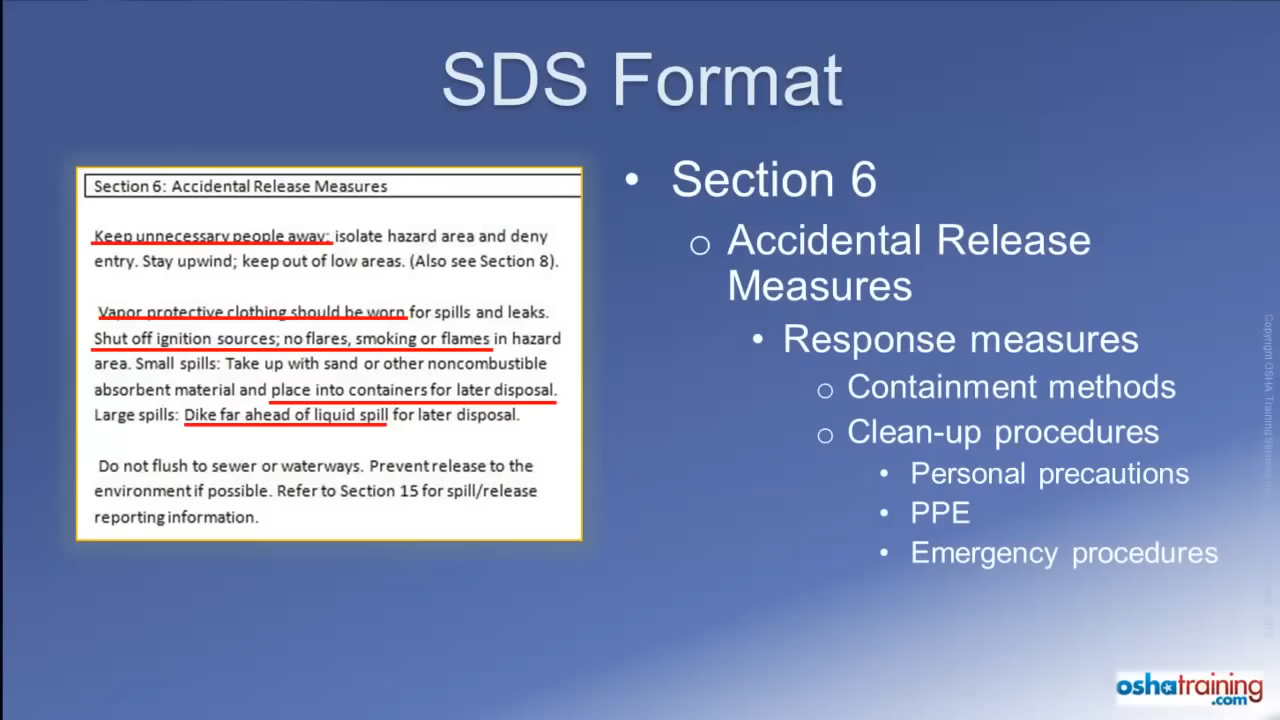 SDS Format
Section 6: Accidental Release Measures
Keep unnecessary people away; isolate hazard area and deny
entry. Stay upwind; keep out of low areas. (Also see Section 8).
Vapor protective clothing should be worn for spills and leaks.
Shut off ignition sources; no flares, smoking or flames in hazard
area. Small spills: Take up with sand or other noncombustible
absorbent material and place into containers for later disposal.
Large spills: Dike far ahead of liquid spill for later disposal.
Do not flush to sewer or waterways. Prevent release to the
environment if possible. Refer to Section 15 for spill/release
reporting information.
• Section 6
o Accidental Release
Measures
• Response measures
o Containment methods
o Clean-up procedures
• Personal precautions
• PPE
• Emergency procedures
Copyright OSHA Training
oshatraining
.com